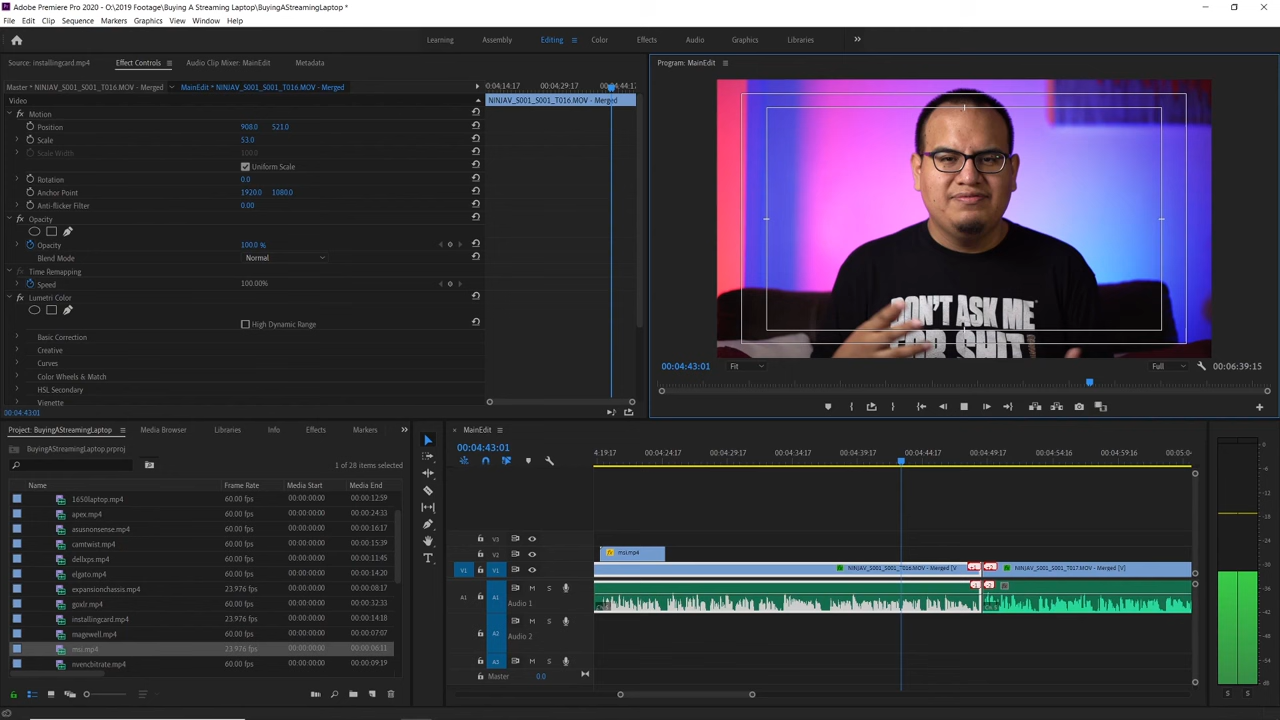 Adobe Premiere Pro 2020 - O:\2019 Footage\Buying A Streaming Laptop\BuyingAStreamingLaptop *
File Edit Clip Sequence Markers Graphics View Window Help
Learning Assembly Editing Color Graphics Audio Effects Libraries
Source: installingcard.mp4 Effect Controls Audio Clip Mixer: MainEdit Metadata
Program: MainEdit
Master * NINJAV_S001_S001_T016.MOV - Merged MainEdit * NINJAV_S001_S001_T016.MOV - Merged
0:04:14:17 00:04:29:17 00:04:44:17
Video NINJAV_S001_S001_T016.MOV - Merged
fx Motion
Position 908.0 521.0
Scale 53.0
Scale Width 100.0
Uniform Scale
Rotation 0.0
Anchor Point 1920.0 1080.0
Anti-flicker Filter 0.00
fx Opacity
Opacity 100.0 %
Blend Mode Normal
fx Time Remapping
Speed 100.00%
fx Lumetri Color
High Dynamic Range
Basic Correction
Creative
Curves
Color Wheels & Match
HSL Secondary
Vignette
00:04:43:01
DON'T ASK ME
FOR SHIT
00:04:43:01 Fit Full 00:06:39:15
Project: BuyingAStreamingLaptop Media Browser Libraries Info Effects Markers
BuyingAStreamingLaptop.prproj
1 of 28 items selected
Name Frame Rate Media Start Media End
1650laptop.mp4 60.00 fps 00:00:00:00 00:00:12:59
apex.mp4 60.00 fps 00:00:00:00 00:00:24:33
asusnonsense.mp4 60.00 fps 00:00:00:00 00:00:16:17
camtwist.mp4 60.00 fps 00:00:00:00 00:00:13:40
dellxps.mp4 60.00 fps 00:00:00:00 00:00:11:45
elgato.mp4 60.00 fps 00:00:00:00 00:00:14:30
expansionchassis.mp4 23.976 fps 00:00:00:00 00:00:13:01
goxlr.mp4 60.00 fps 00:00:00:00 00:00:32:33
installingcard.mp4 23.976 fps 00:00:00:00 00:00:14:18
magewell.mp4 60.00 fps 00:00:00:00 00:00:07:07
msi.mp4 23.976 fps 00:00:00:00 00:00:06:11
nvencbitrate.mp4 60.00 fps 00:00:00:00 00:00:09:19
MainEdit
00:04:43:01
:4:19:17 00:04:24:17 00:04:29:17 00:04:34:17 00:04:39:17 00:04:44:17 00:04:49:17 00:04:54:16 00:04:59:16 00:05:0
V3
V2 fx msi.mp4
V1 V1 fx NINJAV_S001_S001_T016.MOV - Merged [V NINJAV_S001_S001_T017.MOV - Merged [V]
A1 A1 M S
Audio 1
A2 M S
Audio 2
A3 M S
Master 0.0
S S